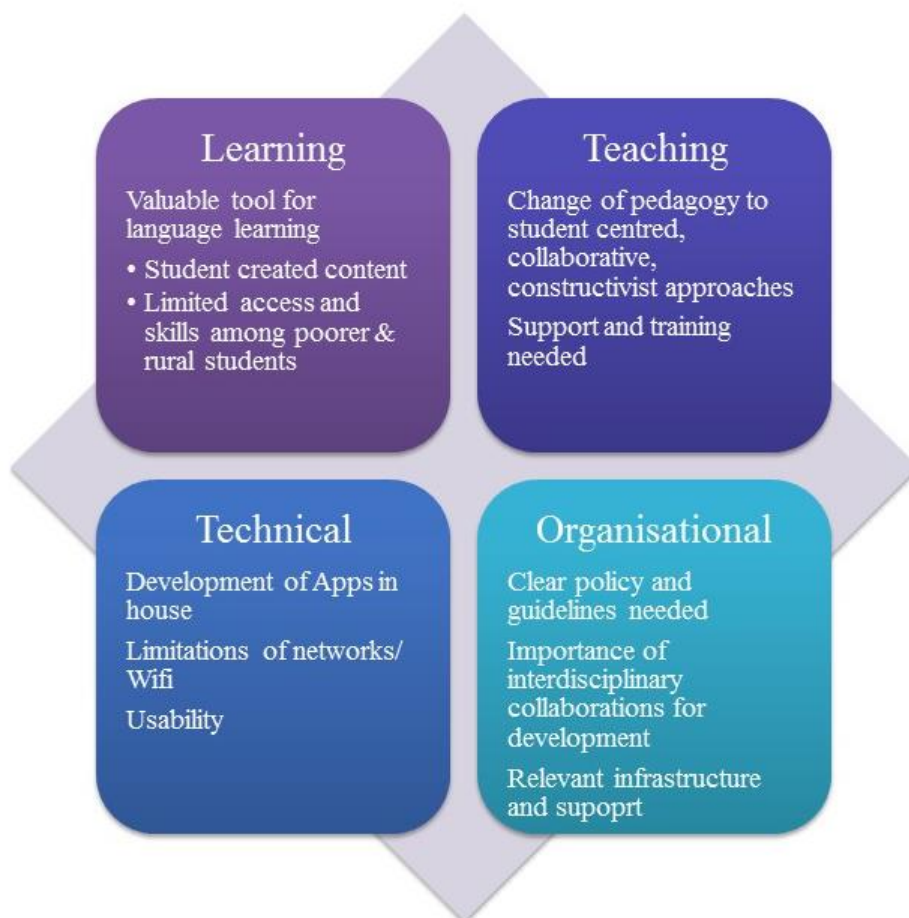 Learning
Valuable tool for
language learning
• Student created content
• Limited access and
skills among poorer &
rural students
Teaching
Change of pedagogy to
student centred,
collaborative,
constructivist approaches
Support and training
needed
Technical
Development of Apps in
house
Limitations of networks/
Wifi
Usability
Organisational
Clear policy and
guidelines needed
Importance of
interdisciplinary
collaborations for
development
Relevant infrastructure
and supoprt